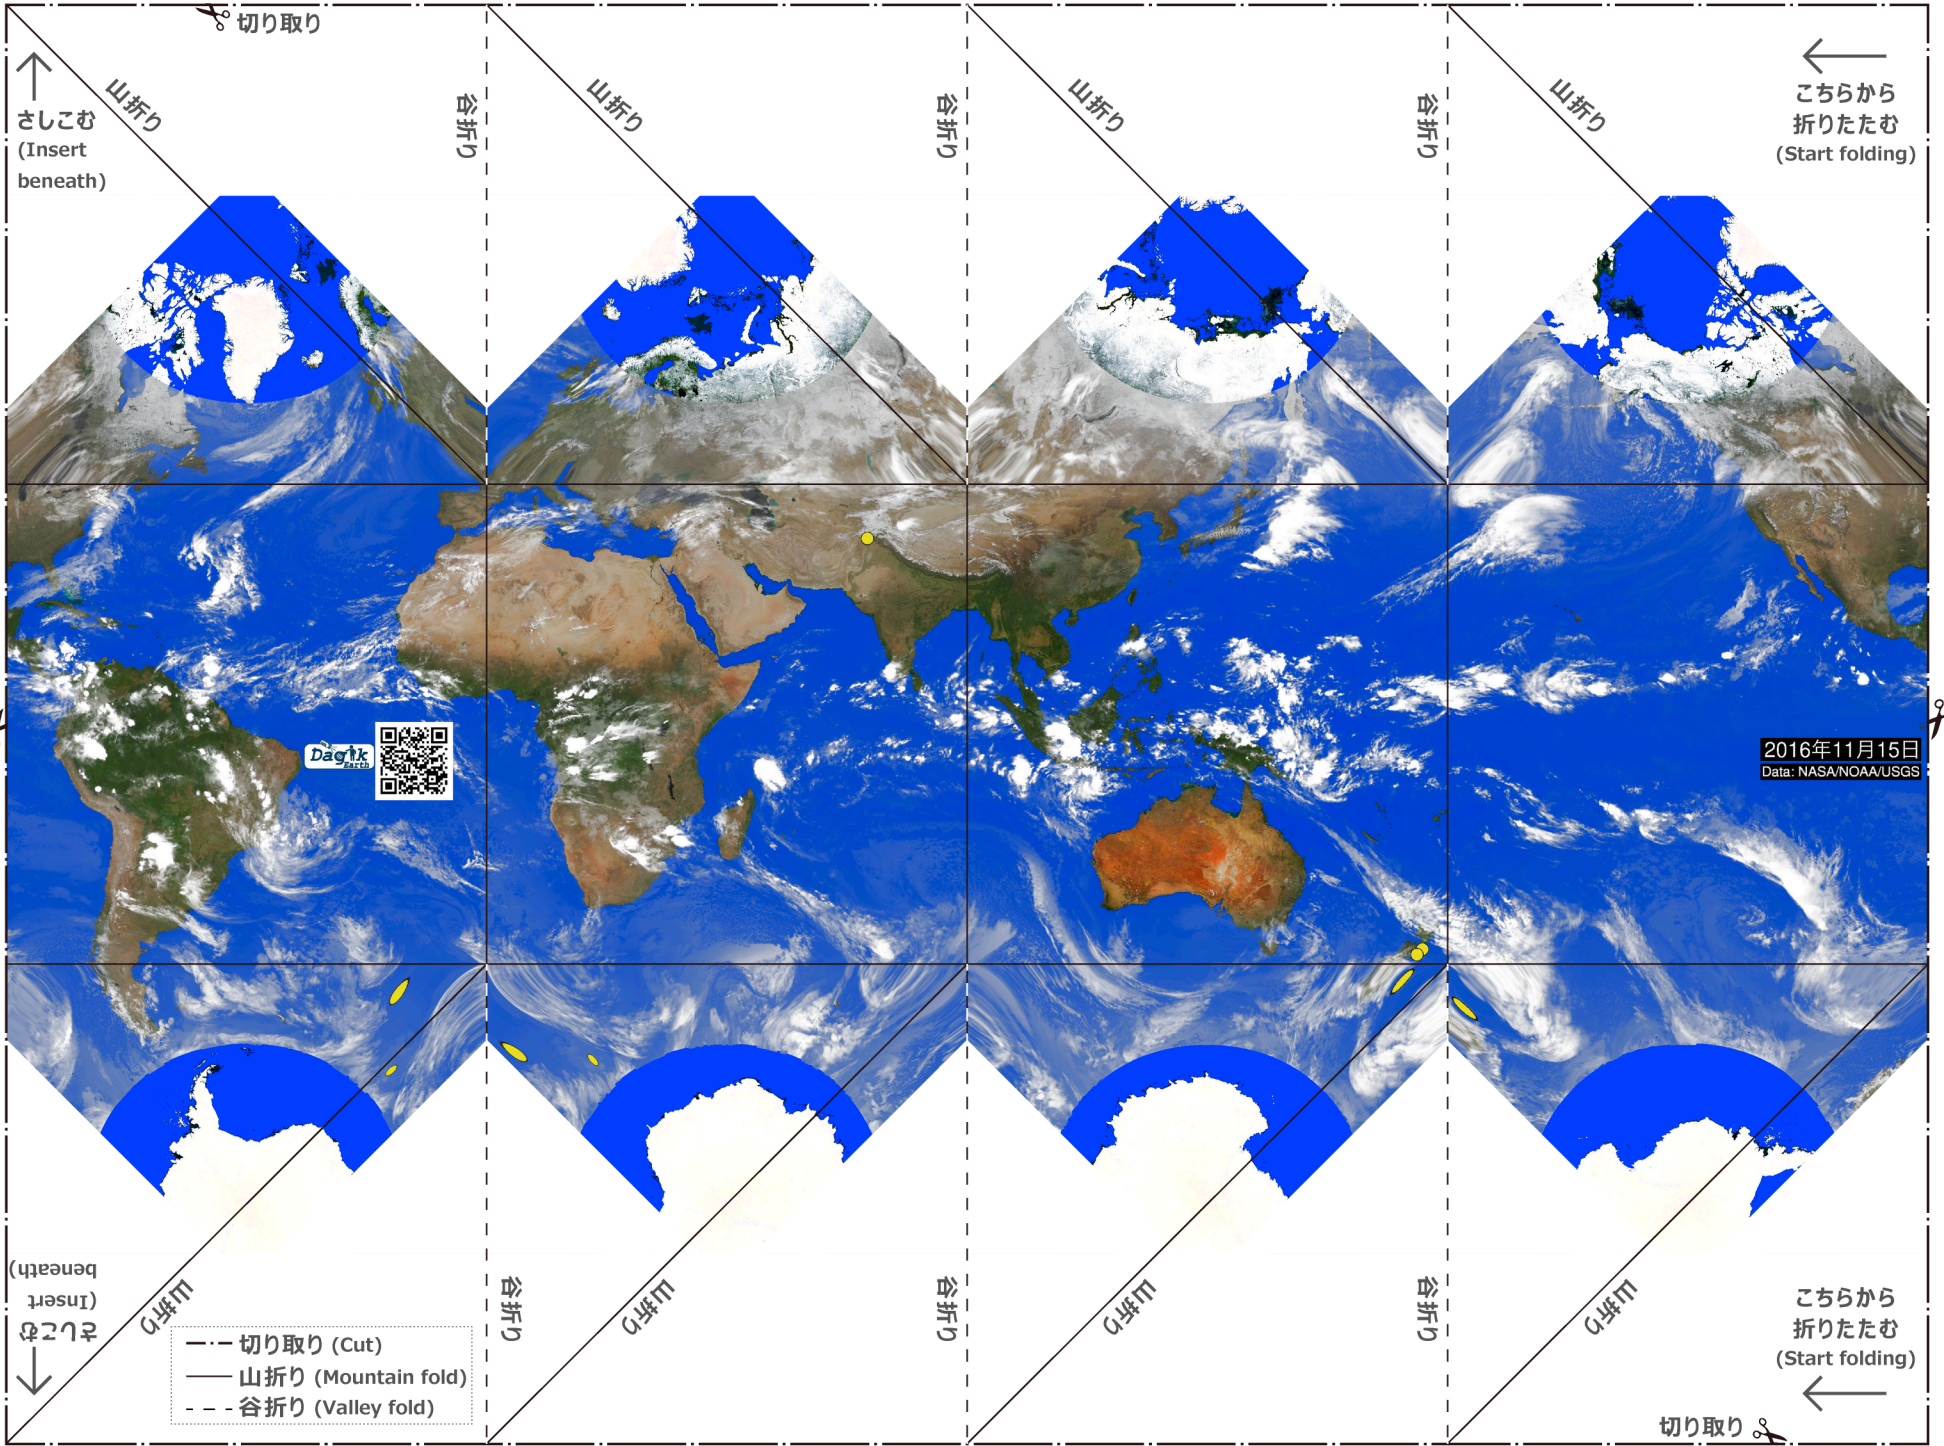 切り取り
山折り
谷折り
山折り
谷折り
山折り
谷折り
山折り
さしこむ
(Insert
beneath)
こちらから
折りたたむ
(Start folding)
Dagik
Earth
2016年11月15日
Data: NASA/NOAA/USGS
さしこむ
(Insert
beneath)
山折り
谷折り
山折り
谷折り
山折り
谷折り
山折り
切り取り (Cut)
山折り (Mountain fold)
谷折り (Valley fold)
こちらから
折りたたむ
(Start folding)
切り取り